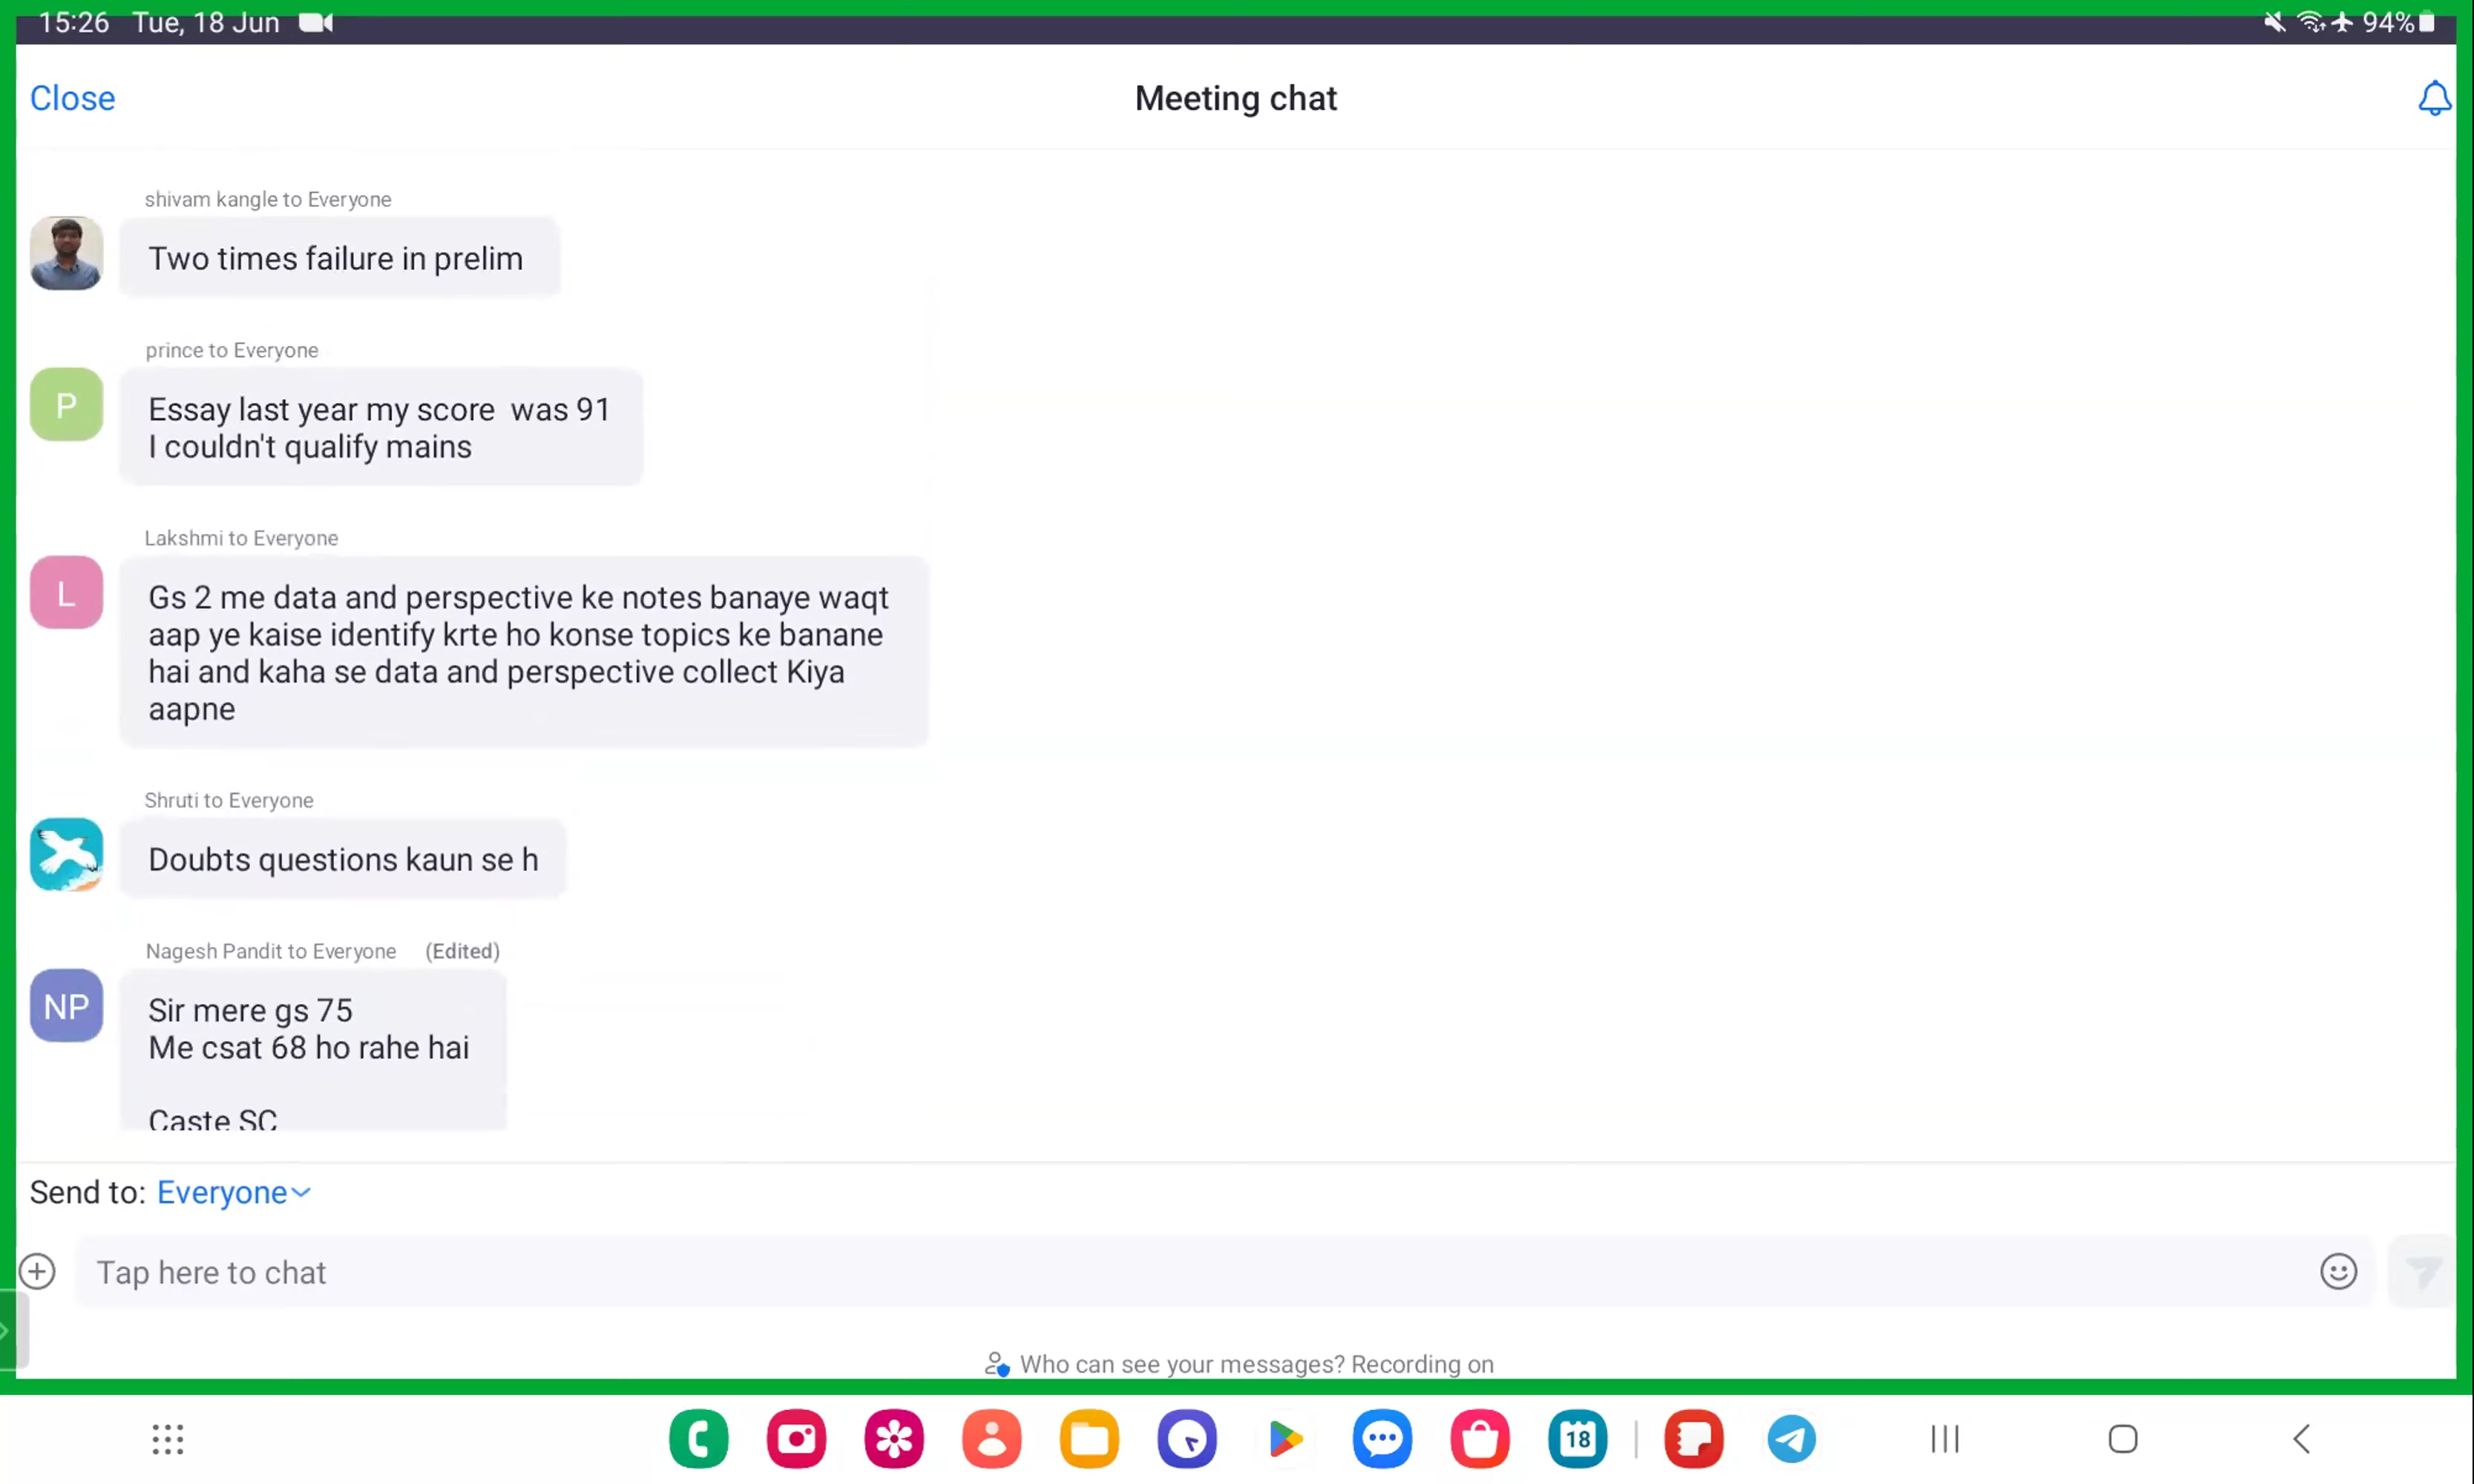 15:26 Tue, 18 Jun
94%
Close
Meeting chat
shivam kangle to Everyone
Two times failure in prelim
prince to Everyone
P
Essay last year my score  was 91
I couldn't qualify mains
Lakshmi to Everyone
L
Gs 2 me data and perspective ke notes banaye waqt
aap ye kaise identify krte ho konse topics ke banane
hai and kaha se data and perspective collect Kiya
aapne
Shruti to Everyone
Doubts questions kaun se h
Nagesh Pandit to Everyone (Edited)
NP
Sir mere gs 75
Me csat 68 ho rahe hai
Caste SC
Send to: Everyone
Tap here to chat
Who can see your messages? Recording on
18